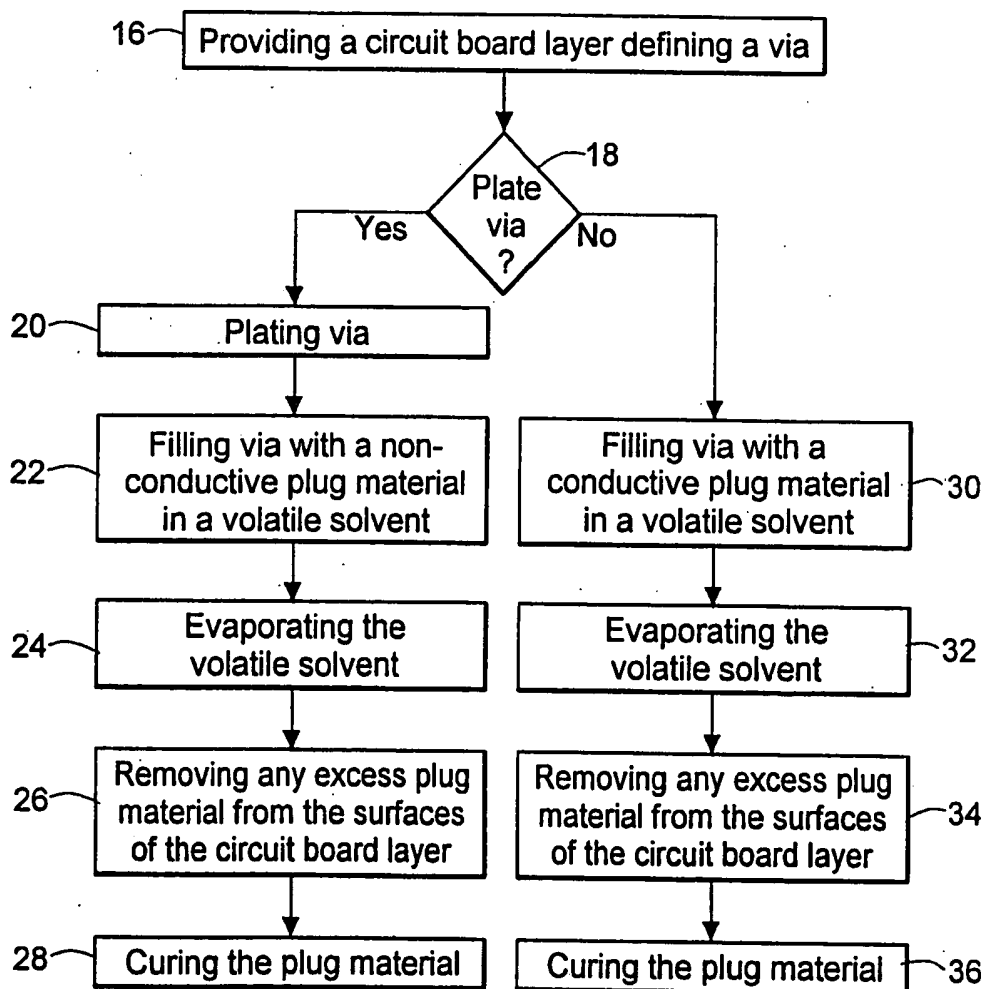 16 Providing a circuit board layer defining a via
18
Plate
via
?
Yes
No
20 Plating via
22
Filling via with a non-
conductive plug material
in a volatile solvent
Filling via with a
conductive plug material
in a volatile solvent
30
24
Evaporating the
volatile solvent
Evaporating the
volatile solvent
32
26
Removing any excess plug
material from the surfaces
of the circuit board layer
Removing any excess plug
material from the surfaces
of the circuit board layer
34
28 Curing the plug material
Curing the plug material 36